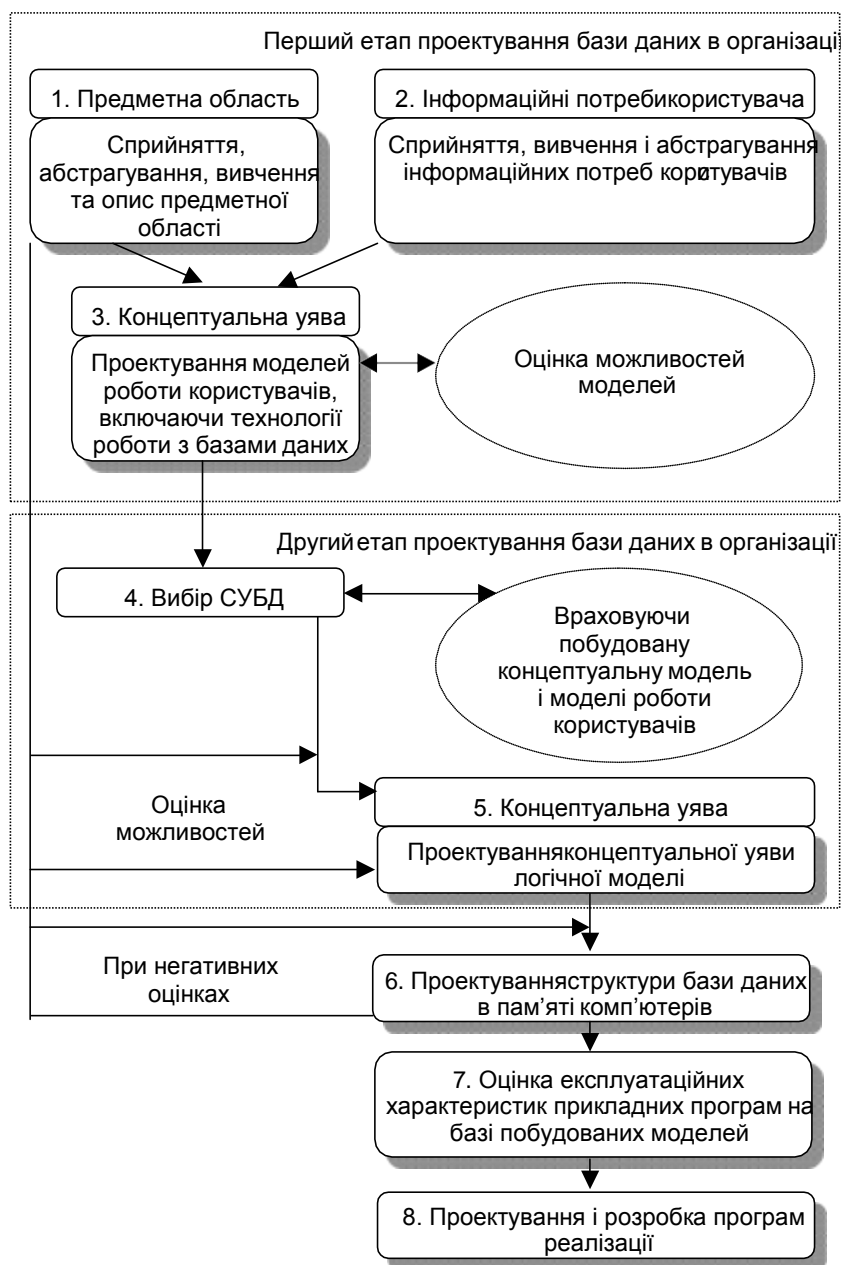 Перший етап проектування бази даних в організації
1. Предметна область
2. Інформаційні потребикористувача
Сприйняття,
абстрагування, вивчення
та опис предметної
області
Сприйняття, вивчення і абстрагування
інформаційних потреб користувачів
3. Концептуальна уява
Проектування моделей
роботи користувачів,
включаючи технології
роботи з базами даних
Оцінка можливостей
моделей
Другий етап проектування бази даних в організації
4. Вибір СУБД
Враховуючи
побудовану
концептуальну модель
і моделі роботи
користувачів
Оцінка
можливостей
5. Концептуальна уява
Проектуванняконцептуальної уяви
логічної моделі
При негативних
оцінках
6. Проектуванняструктури бази даних
в пам’яті комп’ютерів
7. Оцінка експлуатаційних
характеристик прикладних програм на
базі побудованих моделей
8. Проектування і розробка програм
реалізації